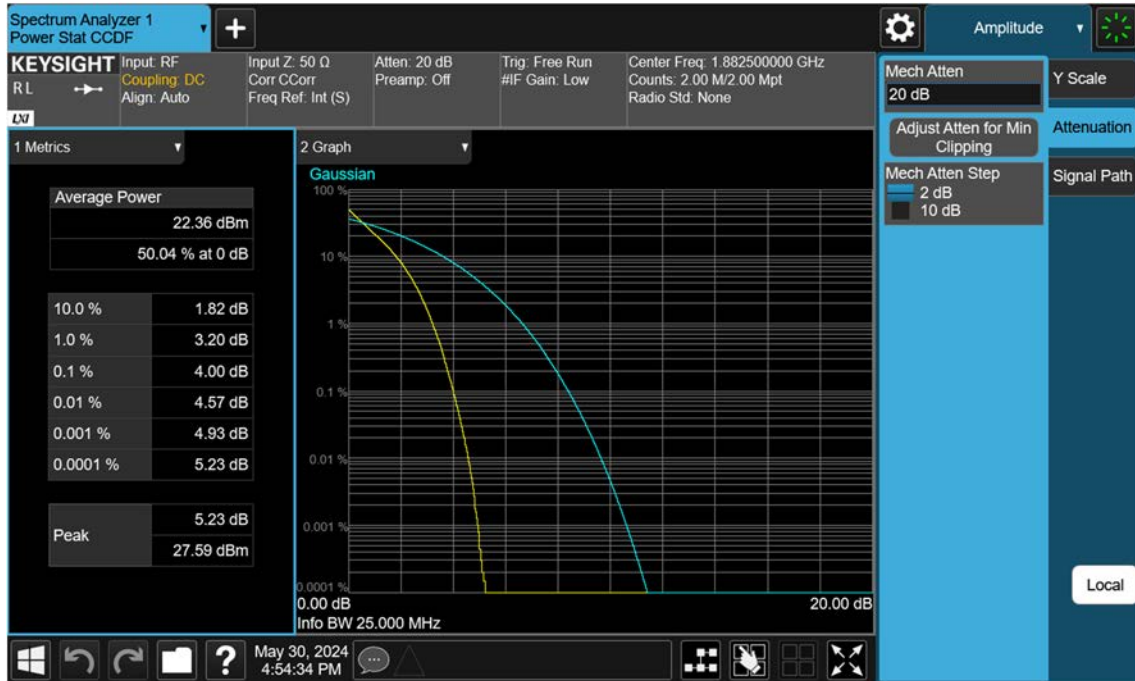 Spectrum Analyzer 1
Power Stat CCDF
+
Amplitude
KEYSIGHT
R L
LXI
Input: RF
Coupling: DC
Align: Auto
Input Z: 50 Ω
Corr CCorr
Freq Ref: Int (S)
Atten: 20 dB
Preamp: Off
Trig: Free Run
#IF Gain: Low
Center Freq: 1.882500000 GHz
Counts: 2.00 M/2.00 Mpt
Radio Std: None
Mech Atten
20 dB
Adjust Atten for Min
Clipping
Mech Atten Step
2 dB
10 dB
Y Scale
Attenuation
Signal Path
Local
1 Metrics
Average Power
22.36 dBm
50.04 % at 0 dB
10.0 % 1.82 dB
1.0 % 3.20 dB
0.1 % 4.00 dB
0.01 % 4.57 dB
0.001 % 4.93 dB
0.0001 % 5.23 dB
Peak
5.23 dB
27.59 dBm
2 Graph
Gaussian
100 %
10 %
1 %
0.1 %
0.01 %
0.001 %
0.0001 %
0.00 dB 20.00 dB
Info BW 25.000 MHz
?
May 30, 2024
4:54:34 PM